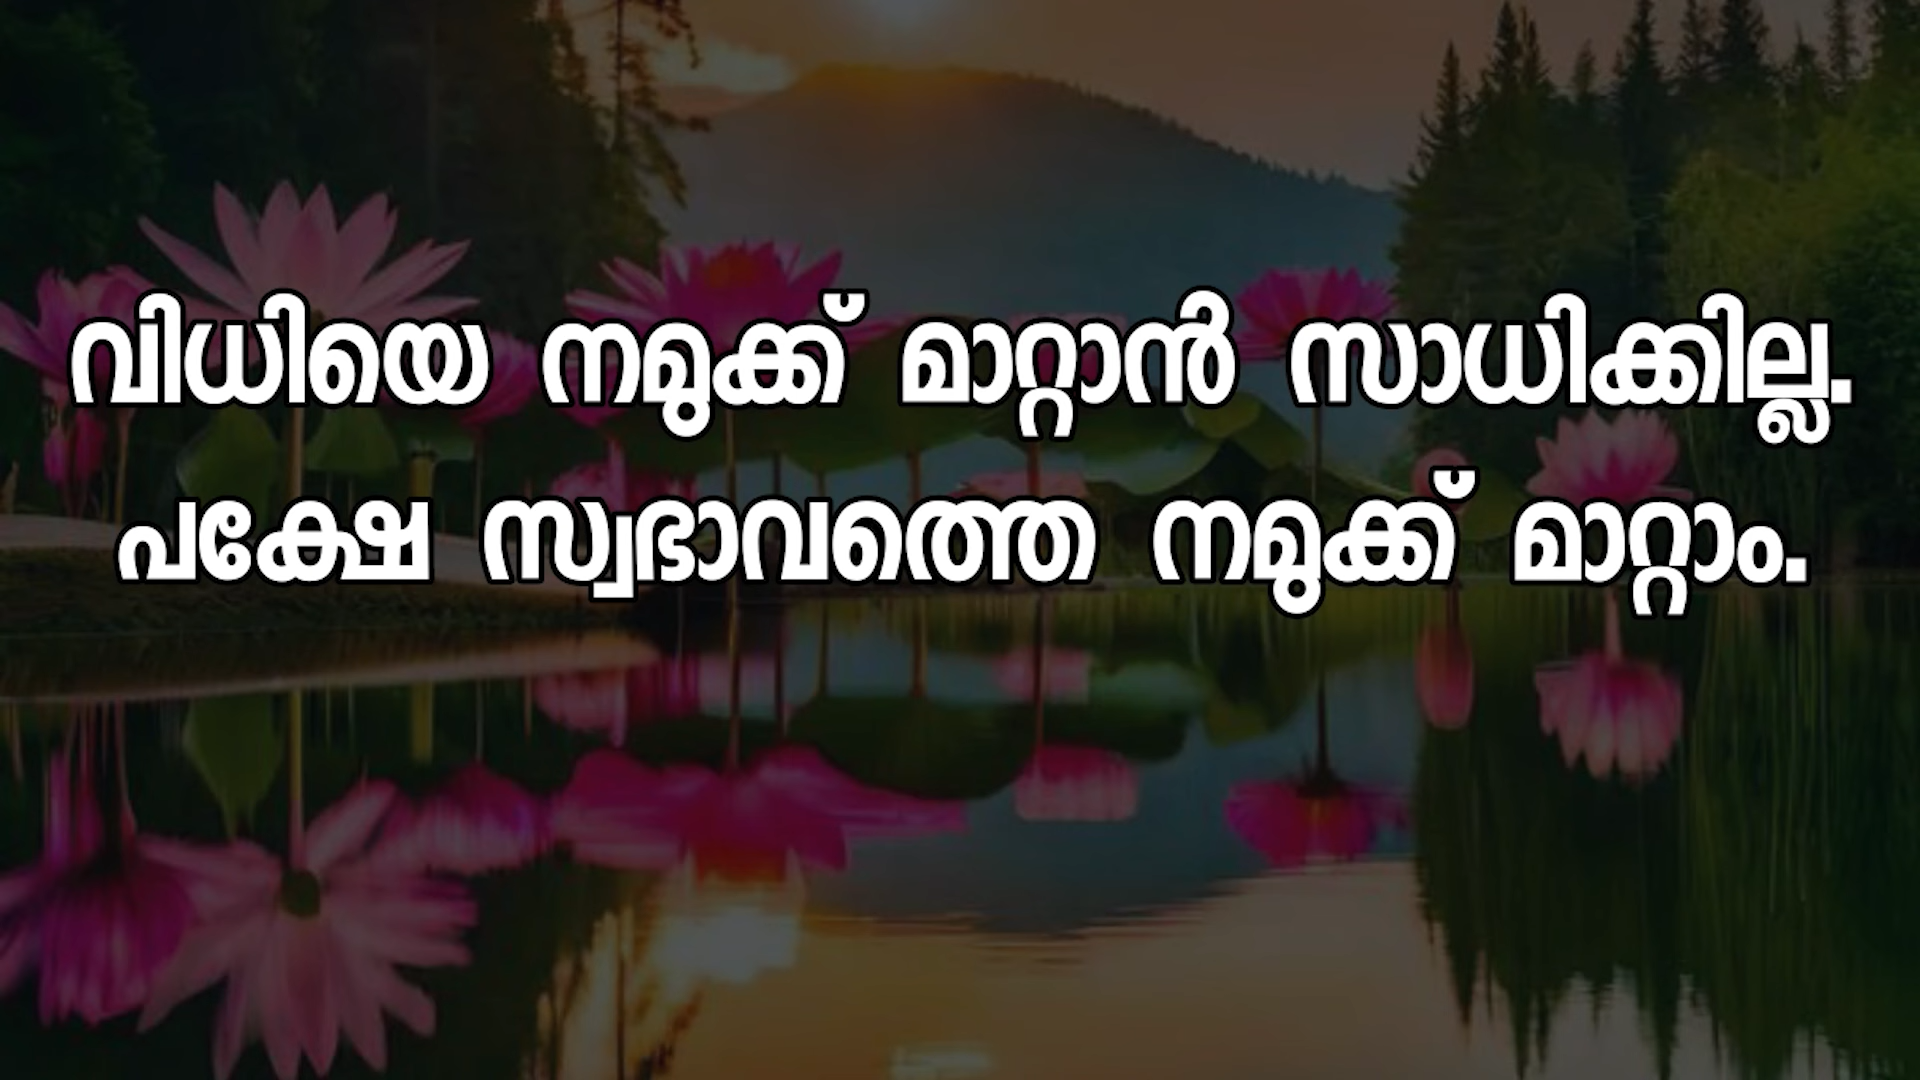 വിധിയെ നമുക്ക് മാറ്റാൻ സാധിക്കില്ല.
പക്ഷേ സ്വഭാവത്തെ നമുക്ക് മാറ്റാം.